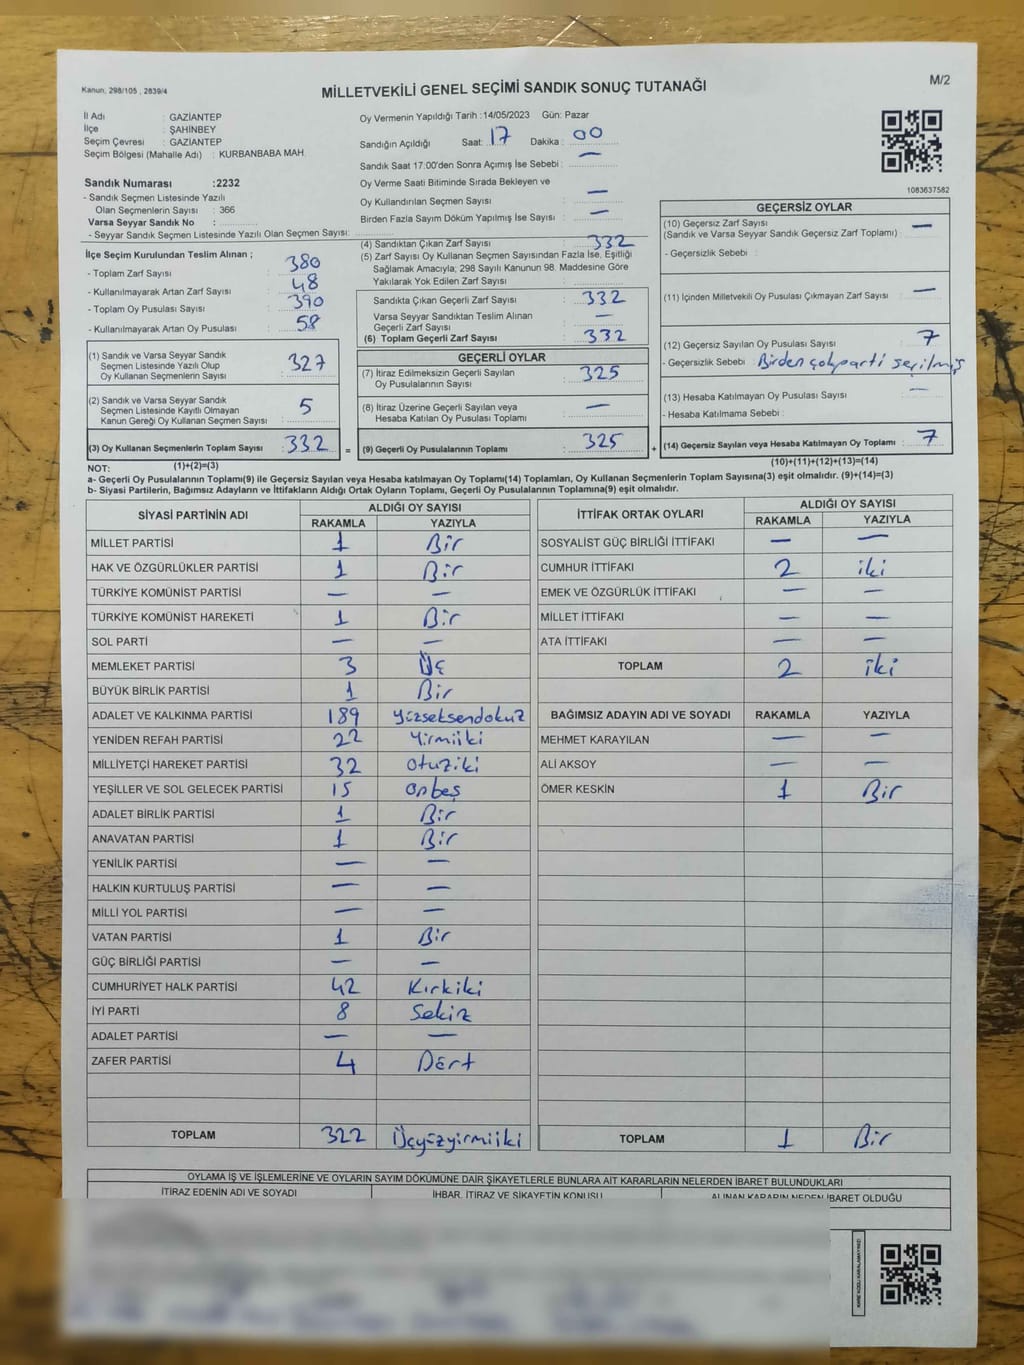 Kanun, 298/105 , 2839/4
MİLLETVEKİLİ GENEL SEÇİMİ SANDIK SONUÇ TUTANAĞI
M/2
İl Adı : GAZİANTEP
İlçe : ŞAHİNBEY
Seçim Çevresi : GAZİANTEP
Seçim Bölgesi (Mahalle Adı) : KURBANBABA MAH.
Sandık Numarası :2232
- Sandık Seçmen Listesinde Yazılı
Olan Seçmenlerin Sayısı : 366
Varsa Seyyar Sandık No :
- Seyyar Sandık Seçmen Listesinde Yazılı Olan Seçmen Sayısı:
Oy Vermenin Yapıldığı Tarih :14/05/2023 Gün: Pazar
Sandığın Açıldığı Saat: 17 Dakika : 00
Sandık Saat 17:00'den Sonra Açımış İse Sebebi : —
Oy Verme Saati Bitiminde Sırada Bekleyen ve
Oy Kullandırılan Seçmen Sayısı : —
Birden Fazla Sayım Döküm Yapılmış İse Sayısı : —
1083637582
İlçe Seçim Kurulundan Teslim Alınan ;
- Toplam Zarf Sayısı : 380
- Kullanılmayarak Artan Zarf Sayısı : 48
- Toplam Oy Pusulası Sayısı : 390
- Kullanılmayarak Artan Oy Pusulası : 58
(1) Sandık ve Varsa Seyyar Sandık
Seçmen Listesinde Yazılı Olup
Oy Kullanan Seçmenlerin Sayısı : 327
(2) Sandık ve Varsa Seyyar Sandık
Seçmen Listesinde Kayıtlı Olmayan
Kanun Gereği Oy Kullanan Seçmen Sayısı : 5
(3) Oy Kullanan Seçmenlerin Toplam Sayısı : 332
(4) Sandıktan Çıkan Zarf Sayısı : 332
(5) Zarf Sayısı Oy Kullanan Seçmen Sayısından Fazla İse, Eşitliği
Sağlamak Amacıyla; 298 Sayılı Kanunun 98. Maddesine Göre
Yakılarak Yok Edilen Zarf Sayısı :
Sandıkta Çıkan Geçerli Zarf Sayısı : 332
Varsa Seyyar Sandıktan Teslim Alınan
Geçerli Zarf Sayısı : —
(6) Toplam Geçerli Zarf Sayısı : 332
GEÇERLİ OYLAR
(7) İtiraz Edilmeksizin Geçerli Sayılan
Oy Pusulalarının Sayısı : 325
(8) İtiraz Üzerine Geçerli Sayılan veya
Hesaba Katılan Oy Pusulası Toplamı : —
= (9) Geçerli Oy Pusulalarının Toplamı : 325
GEÇERSİZ OYLAR
(10) Geçersiz Zarf Sayısı
(Sandık ve Varsa Seyyar Sandık Geçersiz Zarf Toplamı) : —
- Geçersizlik Sebebi :
(11) İçinden Milletvekili Oy Pusulası Çıkmayan Zarf Sayısı : —
(12) Geçersiz Sayılan Oy Pusulası Sayısı : 7
- Geçersizlik Sebebi : Birden çok parti seçilmiş
(13) Hesaba Katılmayan Oy Pusulası Sayısı : —
- Hesaba Katılmama Sebebi :
+ (14) Geçersiz Sayılan veya Hesaba Katılmayan Oy Toplamı : 7
NOT: (1)+(2)=(3)
(10)+(11)+(12)+(13)=(14)
a- Geçerli Oy Pusulalarının Toplamı(9) ile Geçersiz Sayılan veya Hesaba katılmayan Oy Toplamı(14) Toplamları, Oy Kullanan Seçmenlerin Toplam Sayısına(3) eşit olmalıdır. (9)+(14)=(3)
b- Siyasi Partilerin, Bağımsız Adayların ve İttifakların Aldığı Ortak Oyların Toplamı, Geçerli Oy Pusulalarının Toplamına(9) eşit olmalıdır.
SİYASİ PARTİNİN ADI ALDIĞI OY SAYISI
RAKAMLA YAZIYLA
MİLLET PARTİSİ 1 Bir
HAK VE ÖZGÜRLÜKLER PARTİSİ 1 Bir
TÜRKİYE KOMÜNİST PARTİSİ — —
TÜRKİYE KOMÜNİST HAREKETİ 1 Bir
SOL PARTİ — —
MEMLEKET PARTİSİ 3 Üç
BÜYÜK BİRLİK PARTİSİ 1 Bir
ADALET VE KALKINMA PARTİSİ 189 Yüzseksendokuz
YENİDEN REFAH PARTİSİ 22 Yirmiiki
MİLLİYETÇİ HAREKET PARTİSİ 32 otuziki
YEŞİLLER VE SOL GELECEK PARTİSİ 15 onbeş
ADALET BİRLİK PARTİSİ 1 Bir
ANAVATAN PARTİSİ 1 Bir
YENİLİK PARTİSİ — —
HALKIN KURTULUŞ PARTİSİ — —
MİLLİ YOL PARTİSİ — —
VATAN PARTİSİ 1 Bir
GÜÇ BİRLİĞİ PARTİSİ — —
CUMHURİYET HALK PARTİSİ 42 Kırkiki
İYİ PARTİ 8 Sekiz
ADALET PARTİSİ — —
ZAFER PARTİSİ 4 Dört
TOPLAM 322 Üçyüzyirmiiki
İTTİFAK ORTAK OYLARI ALDIĞI OY SAYISI
RAKAMLA YAZIYLA
SOSYALİST GÜÇ BİRLİĞİ İTTİFAKI — —
CUMHUR İTTİFAKI 2 iki
EMEK VE ÖZGÜRLÜK İTTİFAKI — —
MİLLET İTTİFAKI — —
ATA İTTİFAKI — —
TOPLAM 2 iki
BAĞIMSIZ ADAYIN ADI VE SOYADI RAKAMLA YAZIYLA
MEHMET KARAYILAN — —
ALİ AKSOY — —
ÖMER KESKİN 1 Bir
TOPLAM 1 Bir
OYLAMA İŞ VE İŞLEMLERİNE VE OYLARIN SAYIM DÖKÜMÜNE DAİR ŞİKAYETLERLE BUNLARA AİT KARARLARIN NELERDEN İBARET BULUNDUKLARI
İTİRAZ EDENİN ADI VE SOYADI İHBAR, İTİRAZ VE ŞİKAYETİN KONUSU ALINAN KARARIN NEDEN İBARET OLDUĞU